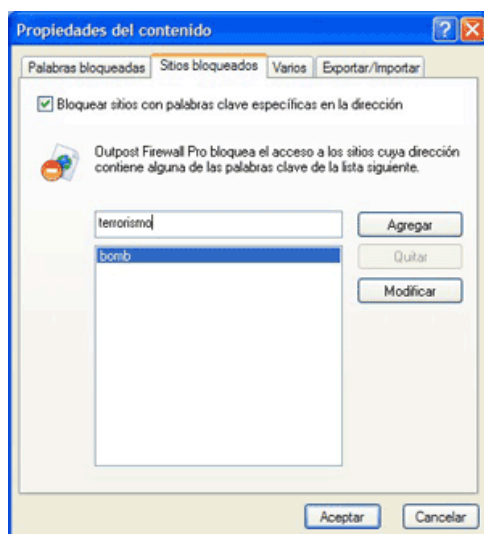 Propiedades del contenido
Palabras bloqueadas Sitios bloqueados Varios Exportar/Importar
Bloquear sitios con palabras clave específicas en la dirección
Outpost Firewall Pro bloquea el acceso a los sitios cuya dirección
contiene alguna de las palabras clave de la lista siguiente.
terrorismo Agregar
bomb Quitar
Modificar
Aceptar Cancelar